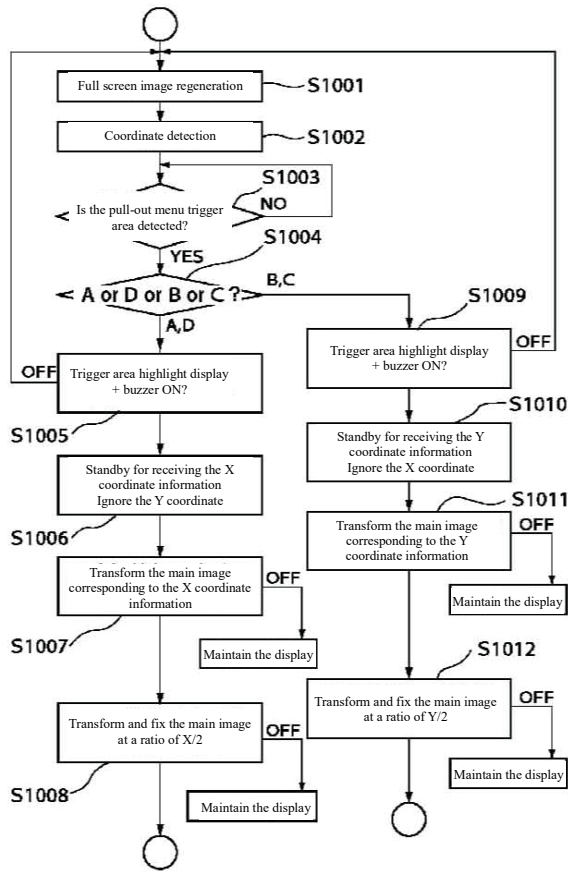 Full screen image regeneration
S1001
Coordinate detection
S1002
S1003
Is the pull-out menu trigger
area detected?
NO
YES
S1004
A or D or B or C ?
B,C
A,D
S1009
Trigger area highlight display
+ buzzer ON?
OFF
OFF
Trigger area highlight display
+ buzzer ON?
S1005
S1010
Standby for receiving the Y
coordinate information
Ignore the X coordinate
Standby for receiving the X
coordinate information
Ignore the Y coordinate
S1006
S1011
Transform the main image
corresponding to the Y
coordinate information
OFF
Maintain the display
Transform the main image
corresponding to the X coordinate
information
OFF
S1007
Maintain the display
S1012
Transform and fix the main image
at a ratio of Y/2
OFF
Maintain the display
Transform and fix the main image
at a ratio of X/2
OFF
S1008
Maintain the display